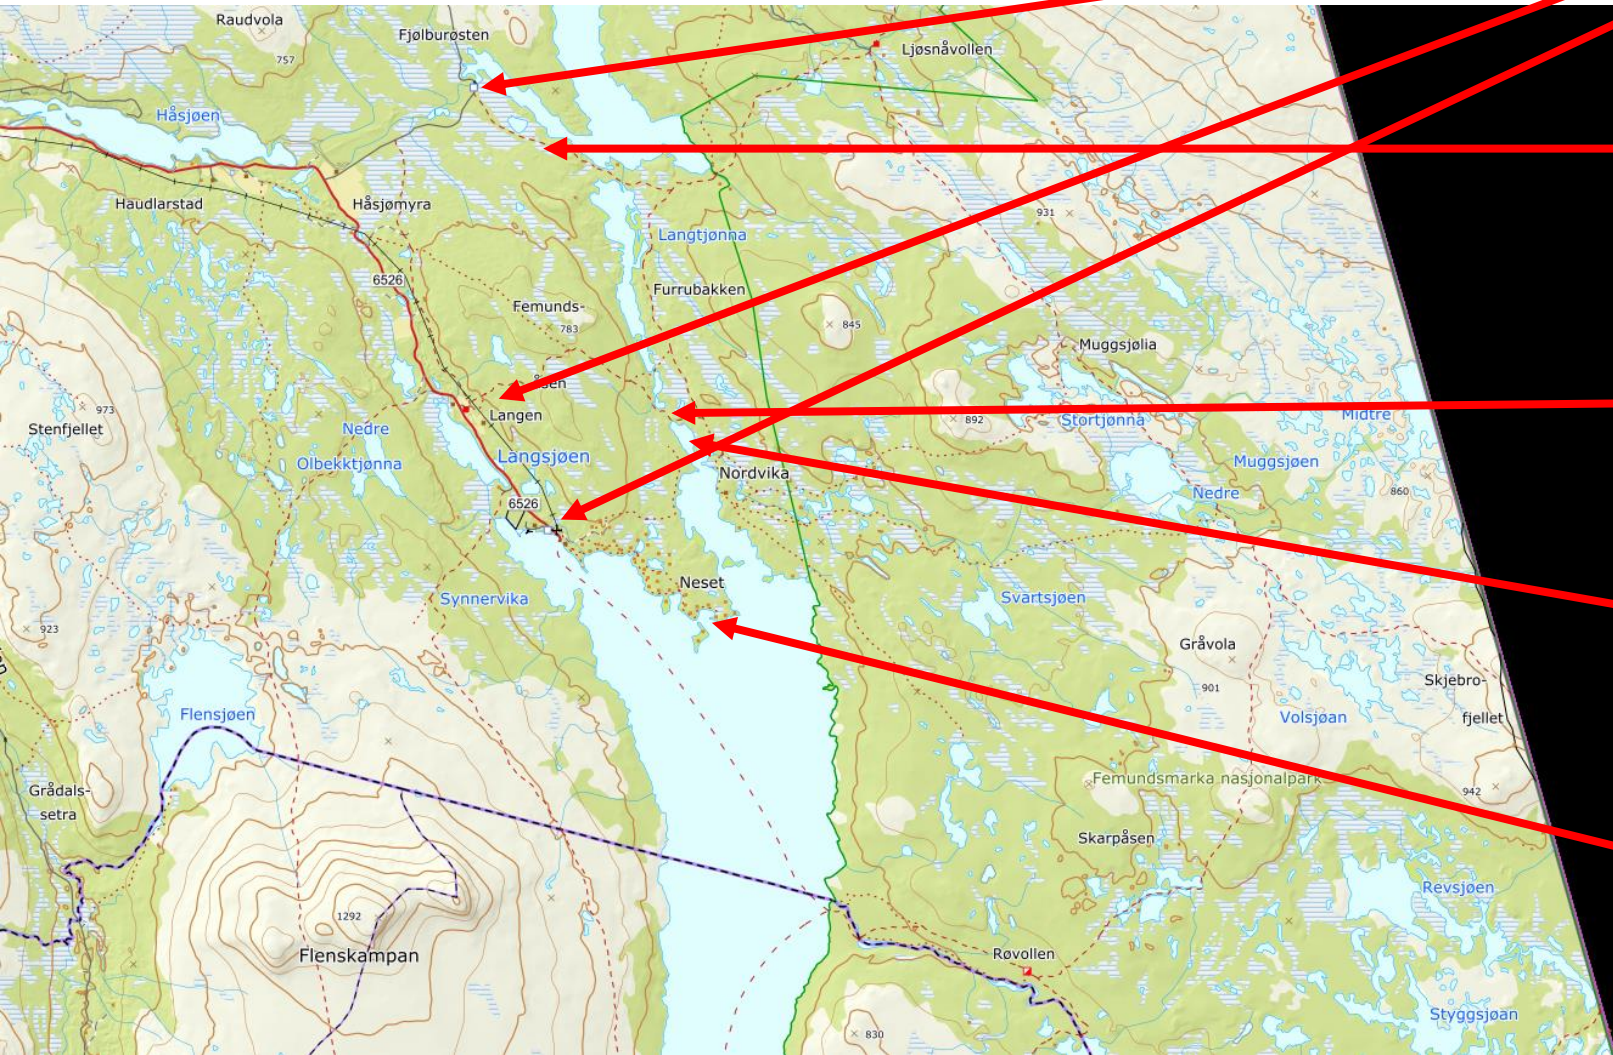 Raudvola
Fjølburøsten
757
Ljøsnåvollen
Håsjøen
Haudlarstad
Håsjømyra
931
Langtjønna
6526
Furrubakken
Femunds-
783
845
Muggsjølia
åsen
973
Langen
Stenfjellet
Nedre
Olbekktjønna
Langsjøen
892
Stortjønna
Midtre
Nordvika
Muggsjøen
6526
Nedre
860
Neset
Synnervika
Svartsjøen
923
Gråvola
901
Skjebro-
fjellet
Flensjøen
Volsjøan
Grådals-
setra
Femundsmarka nasjonalpark
942
Skarpåsen
Revsjøen
1292
Flenskampan
Røvollen
Styggsjøan
830